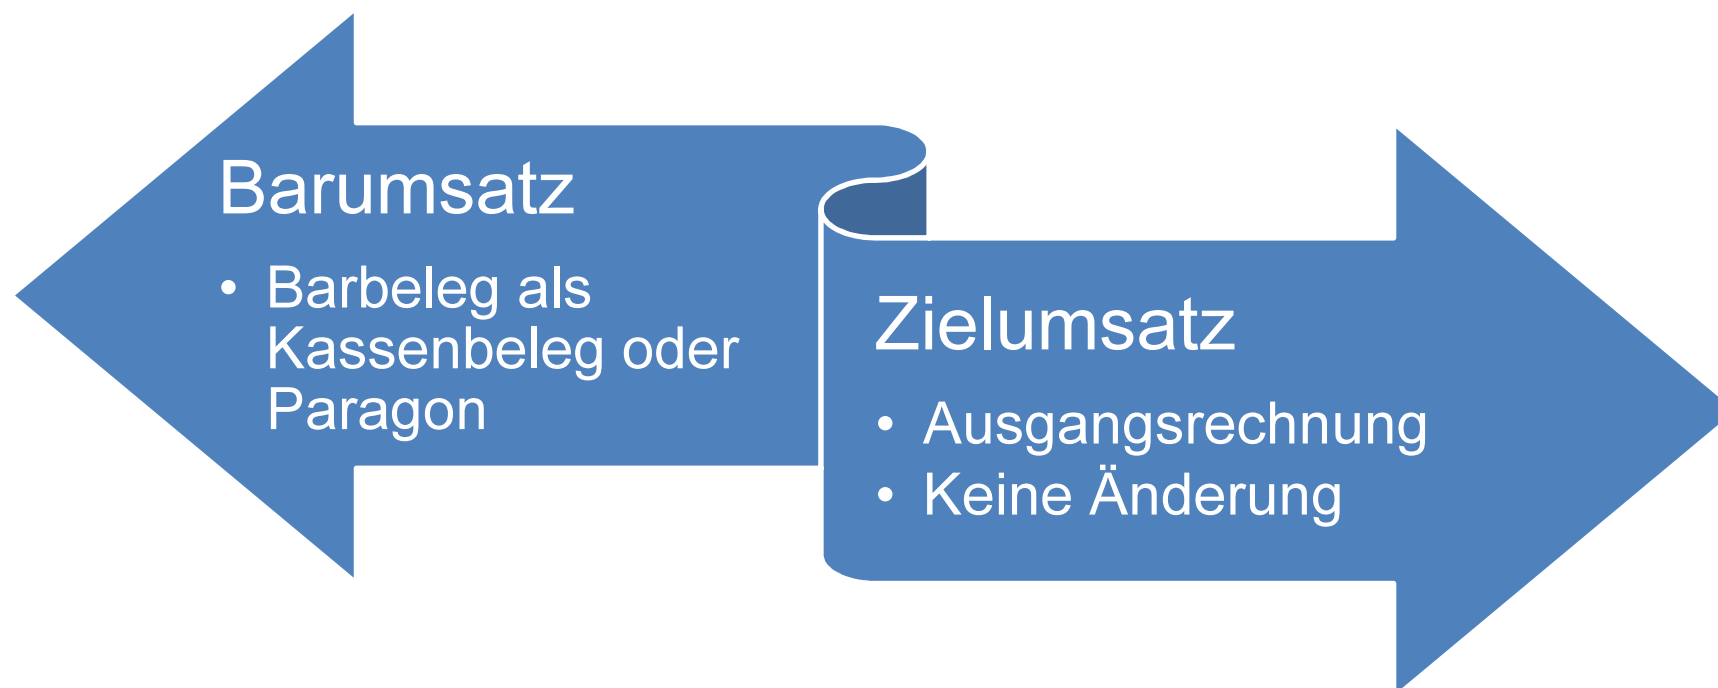 Barumsatz
• Barbeleg als
Kassenbeleg oder
Paragon
Zielumsatz
• Ausgangsrechnung
• Keine Änderung